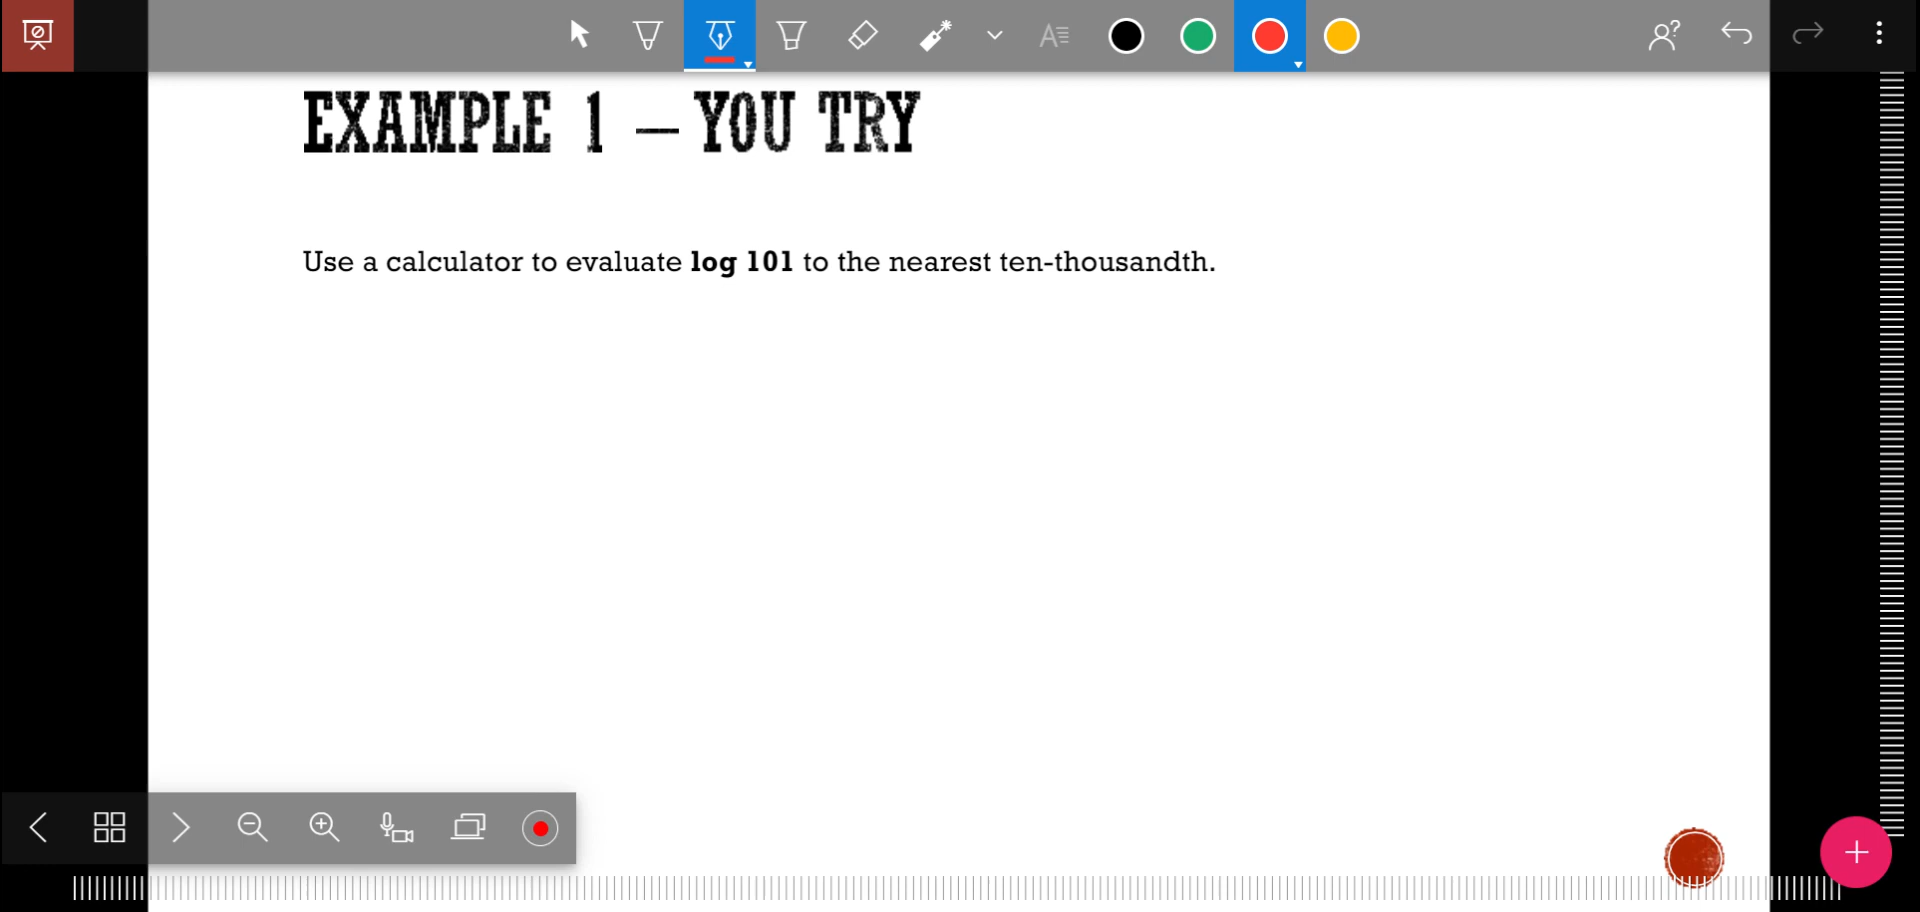 EXAMPLE 1 – YOU TRY
Use a calculator to evaluate log 101 to the nearest ten-thousandth.